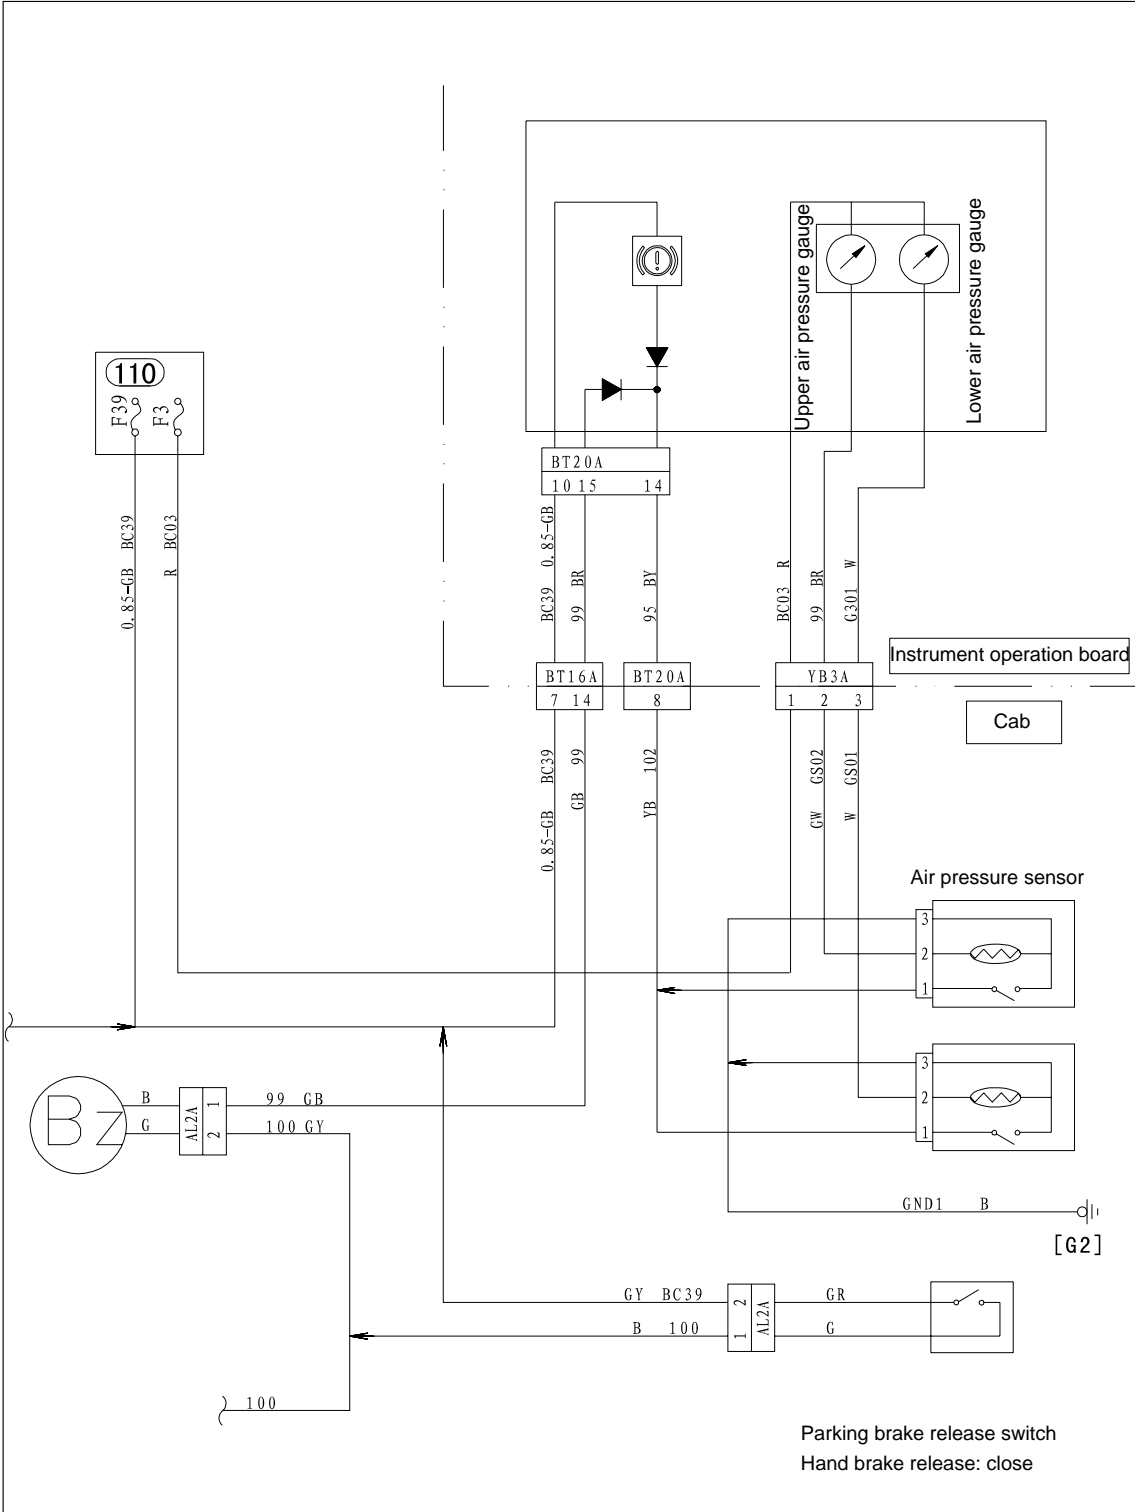 Upper air pressure gauge
Lower air pressure gauge
110
F39
F3
BT20A
10 15 14
0.85-GB BC39
R BC03
BC39 0.85-GB
99 BR
95 BY
BC03 R
99 BR
G301 W
Instrument operation board
BT16A
7 14
BT20A
8
YB3A
1 2 3
Cab
0.85-GB BC39
GB 99
YB 102
GW GS02
W GS01
Air pressure sensor
3
2
1
3
2
1
Bz
B
G
AL2A
1
2
99 GB
100 GY
GND1 B
[G2]
GY BC39
B 100
2
1
AL2A
GR
G
100
Parking brake release switch
Hand brake release: close